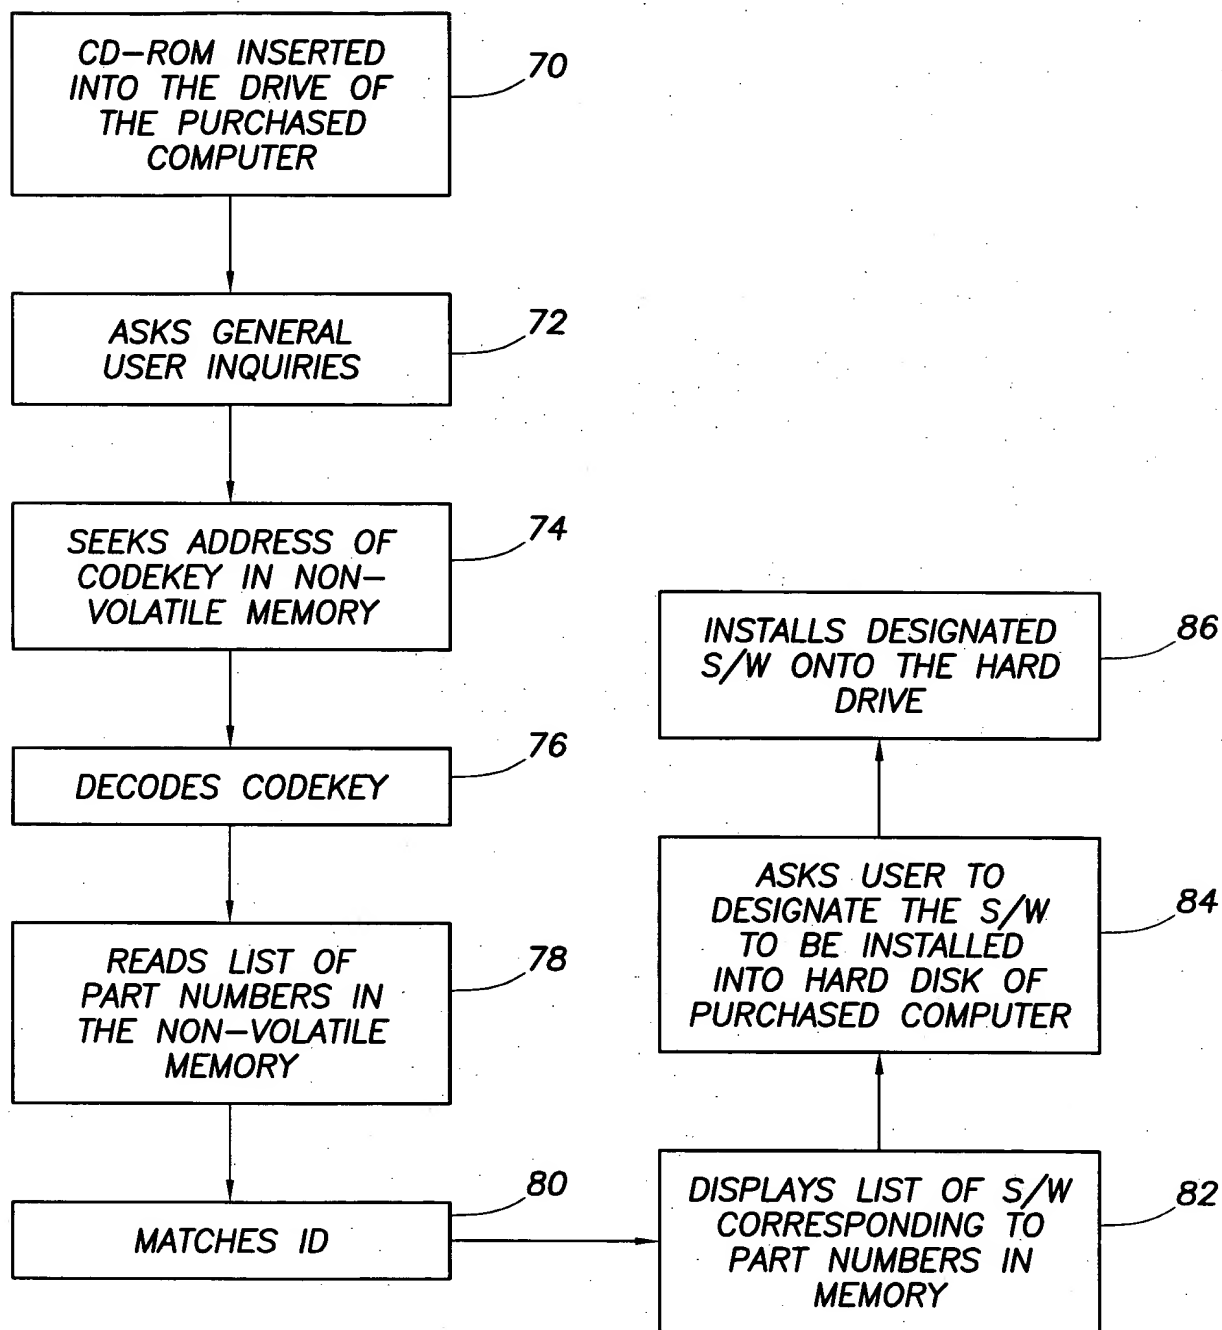 CD-ROM INSERTED
INTO THE DRIVE OF
THE PURCHASED
COMPUTER
70
ASKS GENERAL
USER INQUIRIES
72
SEEKS ADDRESS OF
CODEKEY IN NON-
VOLATILE MEMORY
74
DECODES CODEKEY
76
READS LIST OF
PART NUMBERS IN
THE NON-VOLATILE
MEMORY
78
MATCHES ID
80
DISPLAYS LIST OF S/W
CORRESPONDING TO
PART NUMBERS IN
MEMORY
82
ASKS USER TO
DESIGNATE THE S/W
TO BE INSTALLED
INTO HARD DISK OF
PURCHASED COMPUTER
84
INSTALLS DESIGNATED
S/W ONTO THE HARD
DRIVE
86